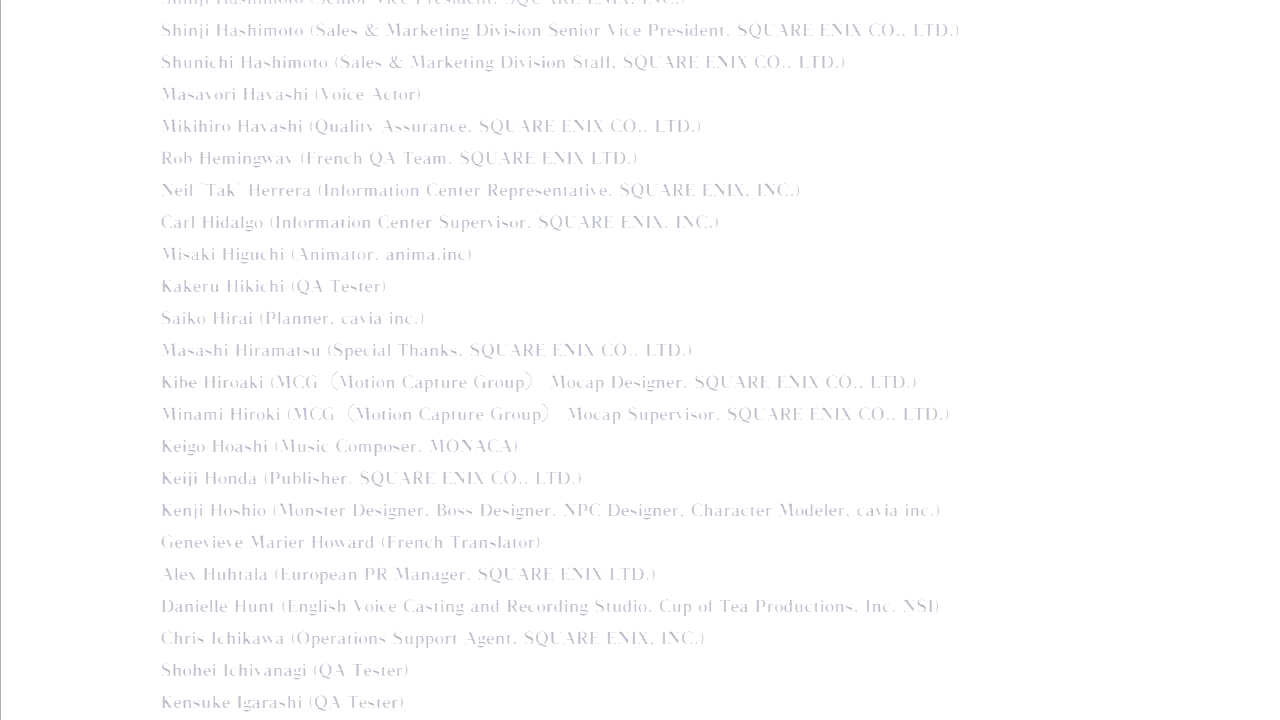 Shinji Hashimoto (Senior Vice President, SQUARE ENIX, INC.)
Shinji Hashimoto (Sales & Marketing Division Senior Vice President, SQUARE ENIX CO., LTD.)
Shunichi Hashimoto (Sales & Marketing Division Staff, SQUARE ENIX CO., LTD.)
Masayori Hayashi (Voice Actor)
Mikihiro Hayashi (Quality Assurance, SQUARE ENIX CO., LTD.)
Rob Hemingway (French QA Team, SQUARE ENIX LTD.)
Neil "Tak" Herrera (Information Center Representative, SQUARE ENIX, INC.)
Carl Hidalgo (Information Center Supervisor, SQUARE ENIX, INC.)
Misaki Higuchi (Animator, anima.inc)
Kakeru Hikichi (QA Tester)
Saiko Hirai (Planner, cavia inc.)
Masashi Hiramatsu (Special Thanks, SQUARE ENIX CO., LTD.)
Kibe Hiroaki (MCG（Motion Capture Group） Mocap Designer, SQUARE ENIX CO., LTD.)
Minami Hiroki (MCG（Motion Capture Group） Mocap Supervisor, SQUARE ENIX CO., LTD.)
Keigo Hoashi (Music Composer, MONACA)
Keiji Honda (Publisher, SQUARE ENIX CO., LTD.)
Kenji Hoshio (Monster Designer, Boss Designer, NPC Designer, Character Modeler, cavia inc.)
Genevieve Marier Howard (French Translator)
Alex Huhtala (European PR Manager, SQUARE ENIX LTD.)
Danielle Hunt (English Voice Casting and Recording Studio, Cup of Tea Productions, Inc. NSI)
Chris Ichikawa (Operations Support Agent, SQUARE ENIX, INC.)
Shohei Ichiyanagi (QA Tester)
Kensuke Igarashi (QA Tester)